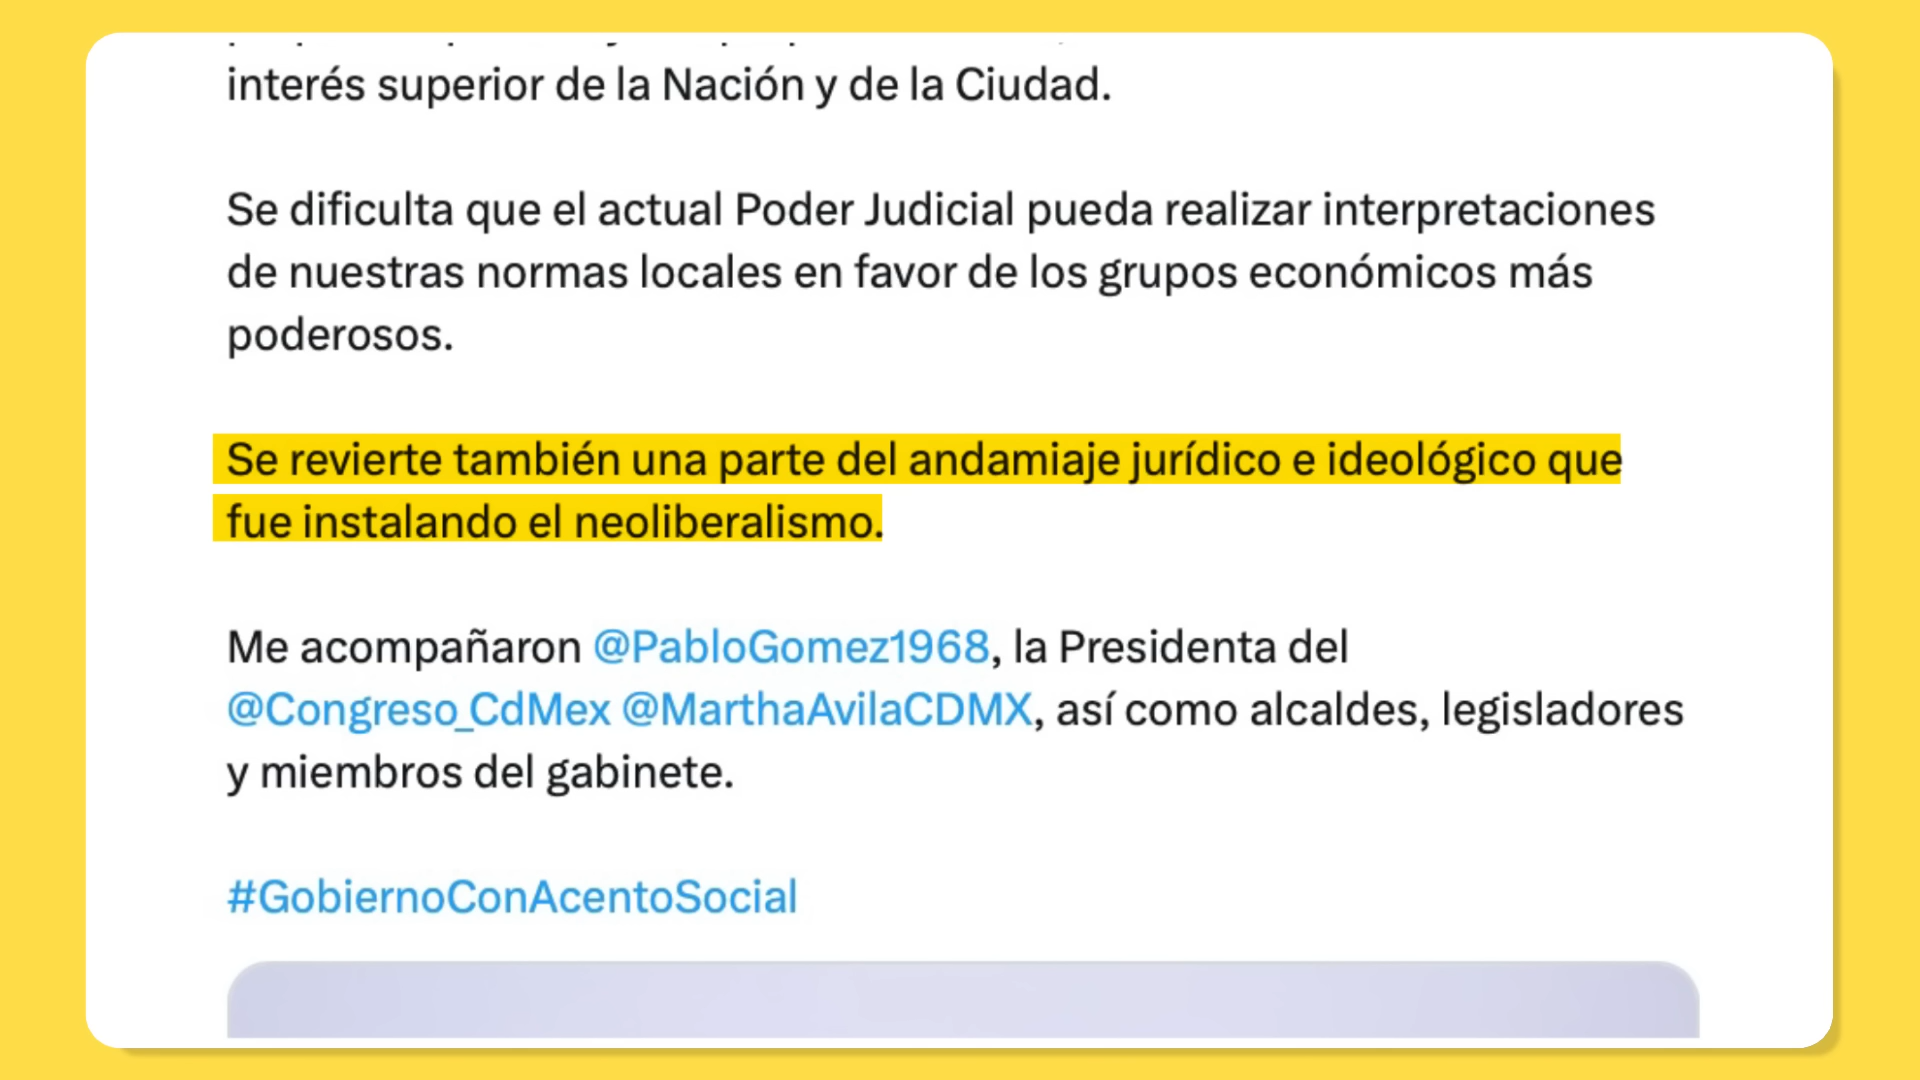 interés superior de la Nación y de la Ciudad.
Se dificulta que el actual Poder Judicial pueda realizar interpretaciones
de nuestras normas locales en favor de los grupos económicos más
poderosos.
Se revierte también una parte del andamiaje jurídico e ideológico que
fue instalando el neoliberalismo.
Me acompañaron @PabloGomez1968, la Presidenta del
@Congreso_CdMex @MarthaAvilaCDMX, así como alcaldes, legisladores
y miembros del gabinete.
#GobiernoConAcentoSocial